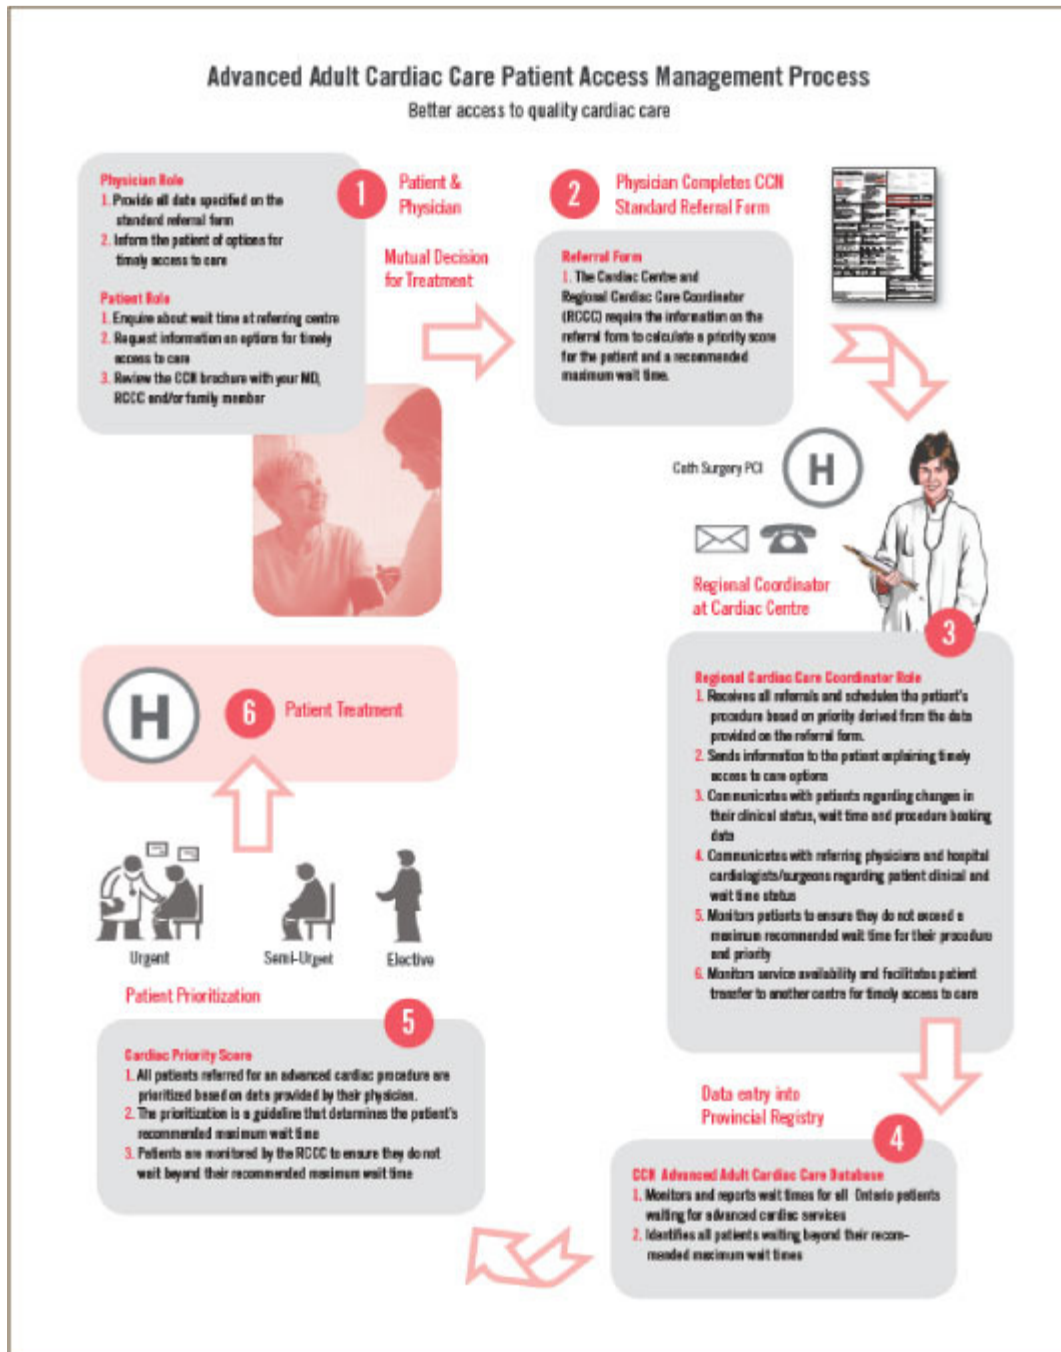 Advanced Adult Cardiac Care Patient Access Management Process
Better access to quality cardiac care
Physician Role
1. Provide all data specified on the
standard referral form
2. Inform the patient of options for
timely access to care
Patient Role
1. Enquire about wait time at referring centre
2. Request information on options for timely
access to care
3. Review the CCN brochure with your MD,
RCCC and/or family member
1
Patient &
Physician
Mutual Decision
for Treatment
2
Physician Completes CCN
Standard Referral Form
Referral Form
1. The Cardiac Centre and
Regional Cardiac Care Coordinator
(RCCC) require the information on the
referral form to calculate a priority score
for the patient and a recommended
maximum wait time.
Cath Surgery PCI
H
Regional Coordinator
at Cardiac Centre
3
Regional Cardiac Care Coordinator Role
1. Receives all referrals and schedules the patient's
procedure based on priority derived from the data
provided on the referral form.
2. Sends information to the patient explaining timely
access to care options
3. Communicates with patients regarding changes in
their clinical status, wait time and procedure booking
date
4. Communicates with referring physicians and hospital
cardiologists/surgeons regarding patient clinical and
wait time status
5. Monitors patients to ensure they do not exceed a
maximum recommended wait time for their procedure
and priority
6. Monitors service availability and facilitates patient
transfer to another centre for timely access to care
Data entry into
Provincial Registry
4
CCN Advanced Adult Cardiac Care Database
1. Monitors and reports wait times for all Ontario patients
waiting for advanced cardiac services
2. Identifies all patients waiting beyond their recom-
mended maximum wait times
5
Patient Prioritization
Cardiac Priority Score
1. All patients referred for an advanced cardiac procedure are
prioritized based on data provided by their physician.
2. The prioritization is a guideline that determines the patient's
recommended maximum wait time
3. Patients are monitored by the RCCC to ensure they do not
wait beyond their recommended maximum wait time
Urgent
Semi-Urgent
Elective
H
6
Patient Treatment